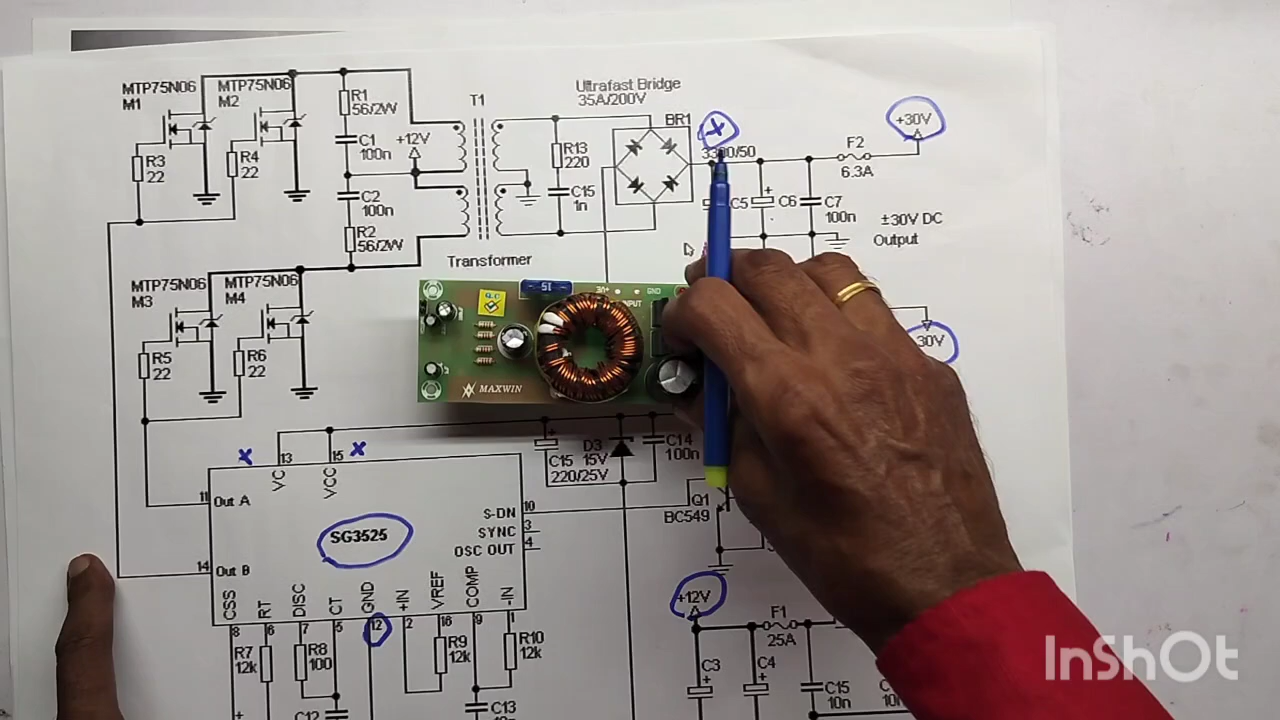 MTP75N06
M1
MTP75N06
M2
R1
56/2W
C1
100n
+12V
T1
Ultrafast Bridge
35A/200V
BR1
+
+30V
R3
22
R4
22
R13
220
C15
1n
F2
6.3A
C2
100n
C5
C6
C7
100n
±30V DC
Output
R2
56/2W
Transformer
MTP75N06
M3
MTP75N06
M4
15
Q.C
GND
INPUT
30V
R5
22
R6
22
MAXWIN
x
13
15
x
VC
VCC
C15
220/25V
D3
15V
C14
100n
11
Out A
SG3525
S-DN
10
SYNC
3
OSC OUT
4
Q1
BC549
14
Out B
CSS
RT
DISC
CT
GND
+IN
VREF
COMP
-IN
8
6
7
5
12
2
16
9
1
+12V
F1
25A
R7
12k
R8
100
R9
12k
R10
12k
C3
+
C4
+
C15
10n
C12
C13
InShOt